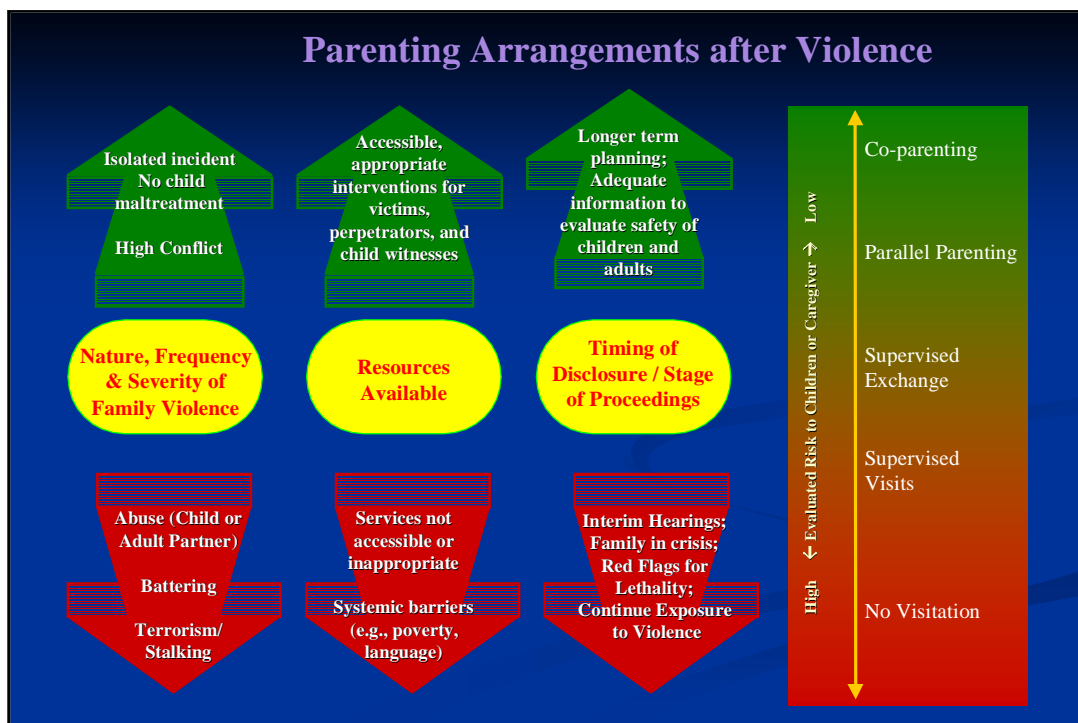 Parenting Arrangements after Violence
Isolated incident
No child
maltreatment
High Conflict
Accessible,
appropriate
interventions for
victims,
perpetrators, and
child witnesses
Longer term
planning;
Adequate
information to
evaluate safety of
children and
adults
Nature, Frequency
& Severity of
Family Violence
Resources
Available
Timing of
Disclosure / Stage
of Proceedings
Abuse (Child or
Adult Partner)
Battering
Terrorism/
Stalking
Services not
accessible or
inappropriate
Systemic barriers
(e.g., poverty,
language)
Interim Hearings;
Family in crisis;
Red Flags for
Lethality;
Continue Exposure
to Violence
High ← Evaluated Risk to Children or Caregiver → Low
Co-parenting
Parallel Parenting
Supervised
Exchange
Supervised
Visits
No Visitation